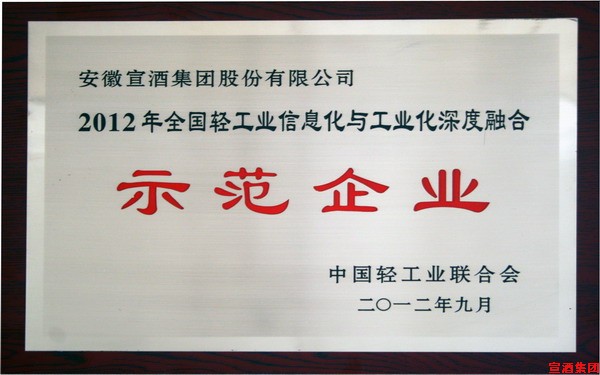 安徽宣酒集团股份有限公司
2012年全国轻工业信息化与工业化深度融合
示范企业
中国轻工业联合会
二〇一二年九月
宣酒集团